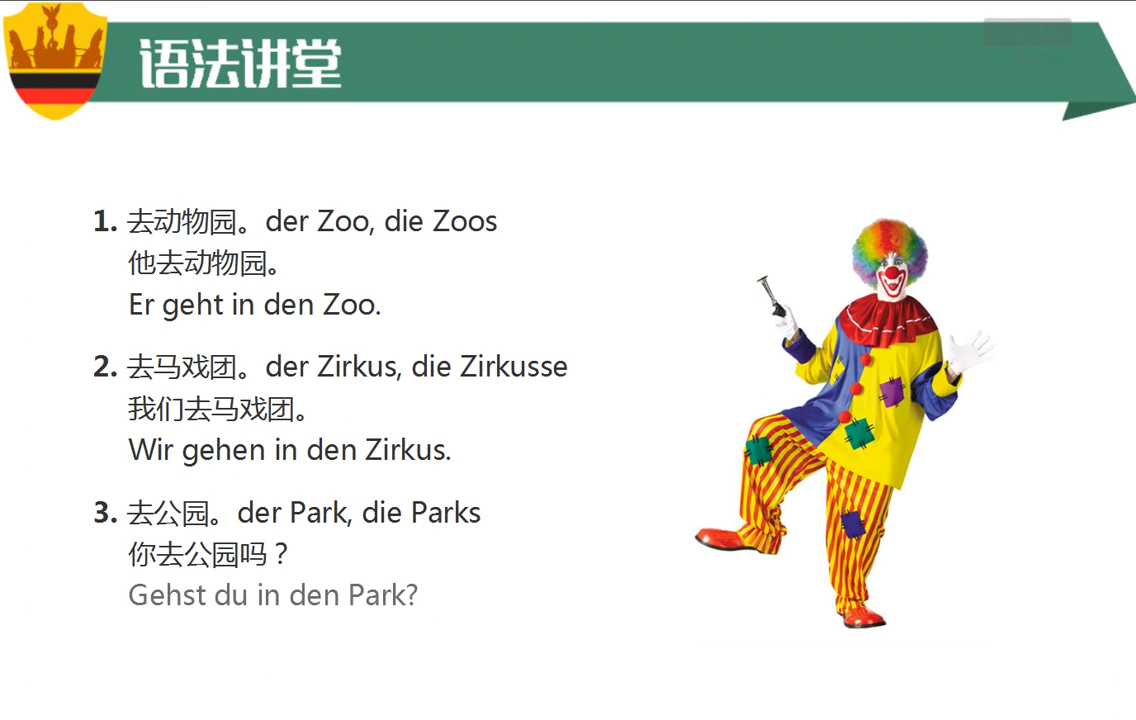 语法讲堂
1. 去动物园。der Zoo, die Zoos
他去动物园。
Er geht in den Zoo.
2. 去马戏团。der Zirkus, die Zirkusse
我们去马戏团。
Wir gehen in den Zirkus.
3. 去公园。der Park, die Parks
你去公园吗？
Gehst du in den Park?